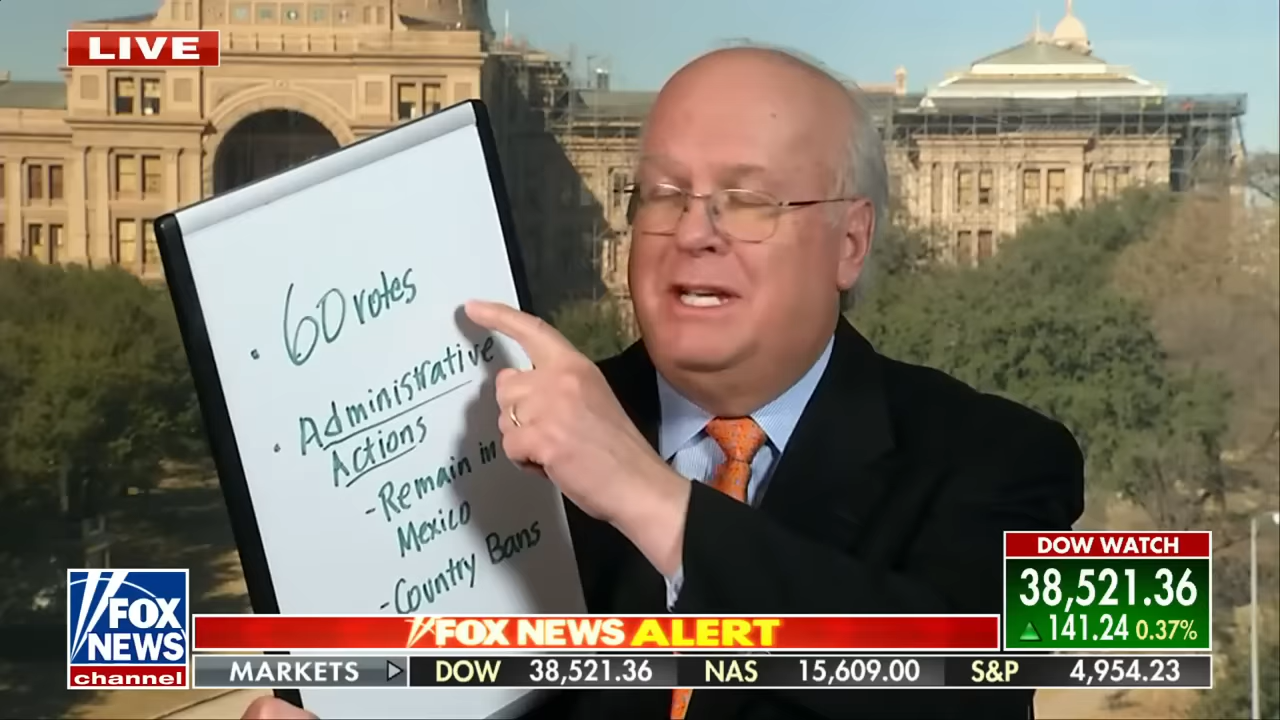 LIVE
• 60 votes
• Administrative
Actions
- Remain in
Mexico
- Country Bans
DOW WATCH
38,521.36
▲ 141.24 0.37%
FOX
NEWS
channel
FOX NEWS ALERT
MARKETS DOW 38,521.36 NAS 15,609.00 S&P 4,954.23